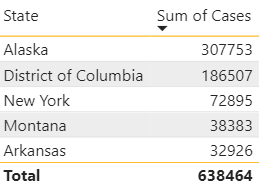 State Sum of Cases
Alaska 307753
District of Columbia 186507
New York 72895
Montana 38383
Arkansas 32926
Total 638464